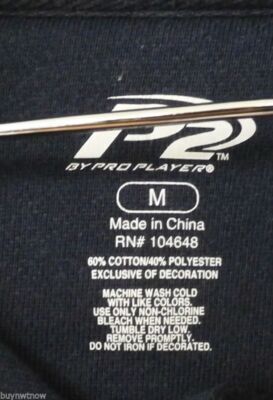 P2™
BY PRO PLAYER®
M
Made in China
RN# 104648
60% COTTON/40% POLYESTER
EXCLUSIVE OF DECORATION
MACHINE WASH COLD
WITH LIKE COLORS.
USE ONLY NON-CHLORINE
BLEACH WHEN NEEDED.
TUMBLE DRY LOW.
REMOVE PROMPTLY.
DO NOT IRON IF DECORATED.
buynwtnow